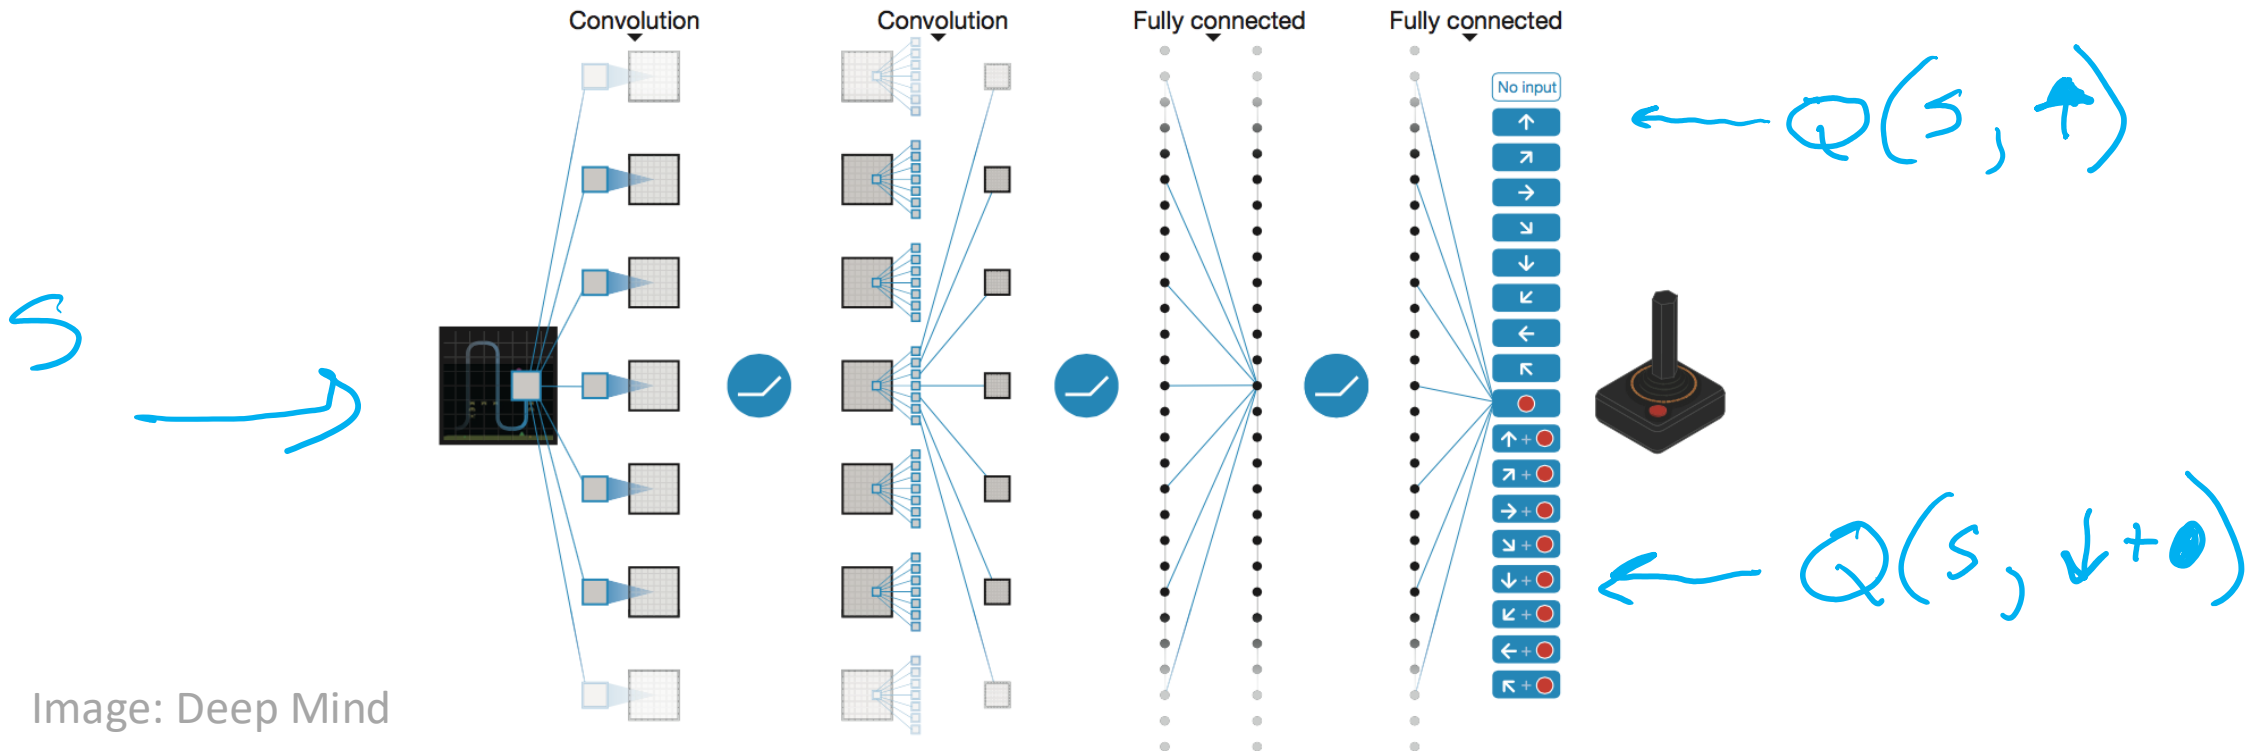 Convolution
Convolution
Fully connected
Fully connected
No input
↑
↗
→
↘
↓
↙
←
↖
↑+
↗+
→+
↘+
↓+
↙+
←+
↖+
Q(s, ↑)
S
Q(s, ↓+●)
Image: Deep Mind